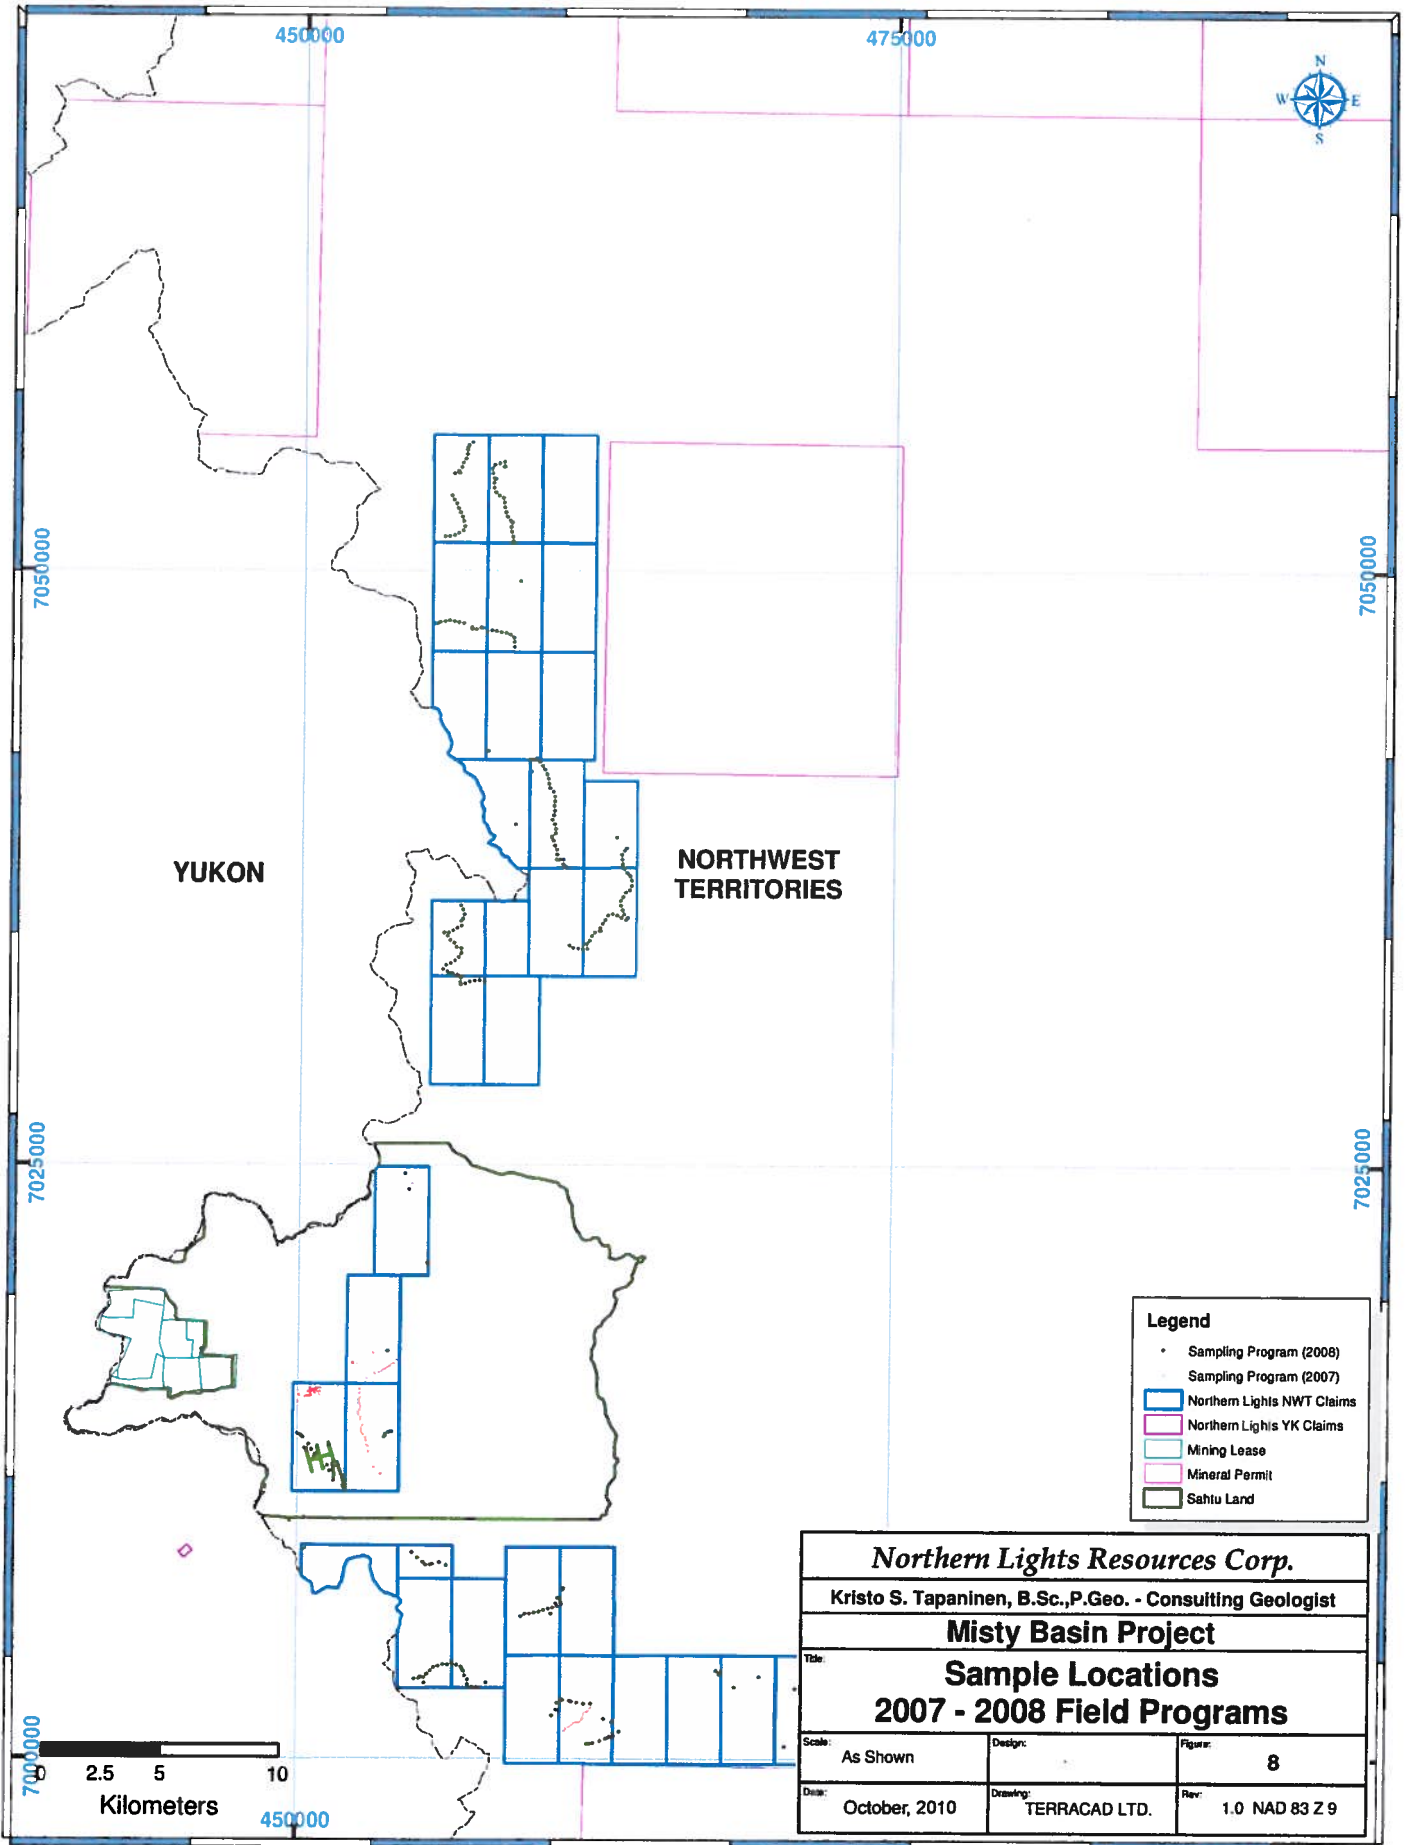 450000
475000
N
W
E
S
7050000
7050000
YUKON
NORTHWEST
TERRITORIES
7025000
7025000
Legend
Sampling Program (2008)
Sampling Program (2007)
Northern Lights NWT Claims
Northern Lights YK Claims
Mining Lease
Mineral Permit
Sahtu Land
Northern Lights Resources Corp.
Kristo S. Tapaninen, B.Sc.,P.Geo. - Consulting Geologist
Misty Basin Project
Title:
Sample Locations
2007 - 2008 Field Programs
Scale:
As Shown
Design:
Figure:
8
Date:
October, 2010
Drawing:
TERRACAD LTD.
Rev:
1.0 NAD 83 Z 9
7000000
0 2.5 5 10
Kilometers
450000